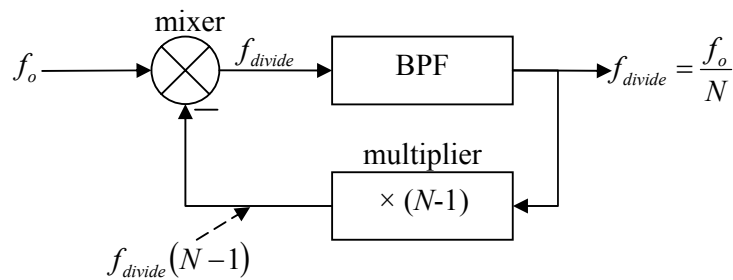 mixer
f_o
f_divide
BPF
f_divide = f_o/N
−
multiplier
× (N-1)
f_divide(N−1)